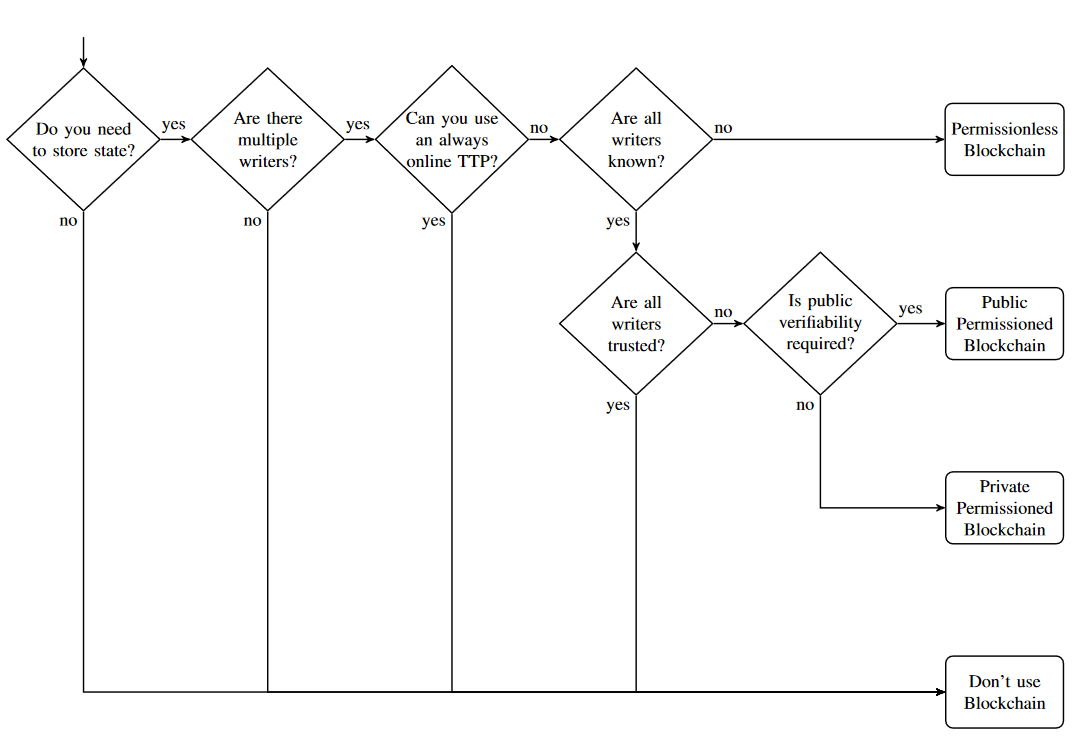 Do you need
to store state?
yes
no
Are there
multiple
writers?
yes
no
Can you use
an always
online TTP?
no
yes
Are all
writers
known?
no
yes
Permissionless
Blockchain
Are all
writers
trusted?
no
yes
Is public
verifiability
required?
yes
no
Public
Permissioned
Blockchain
Private
Permissioned
Blockchain
Don't use
Blockchain